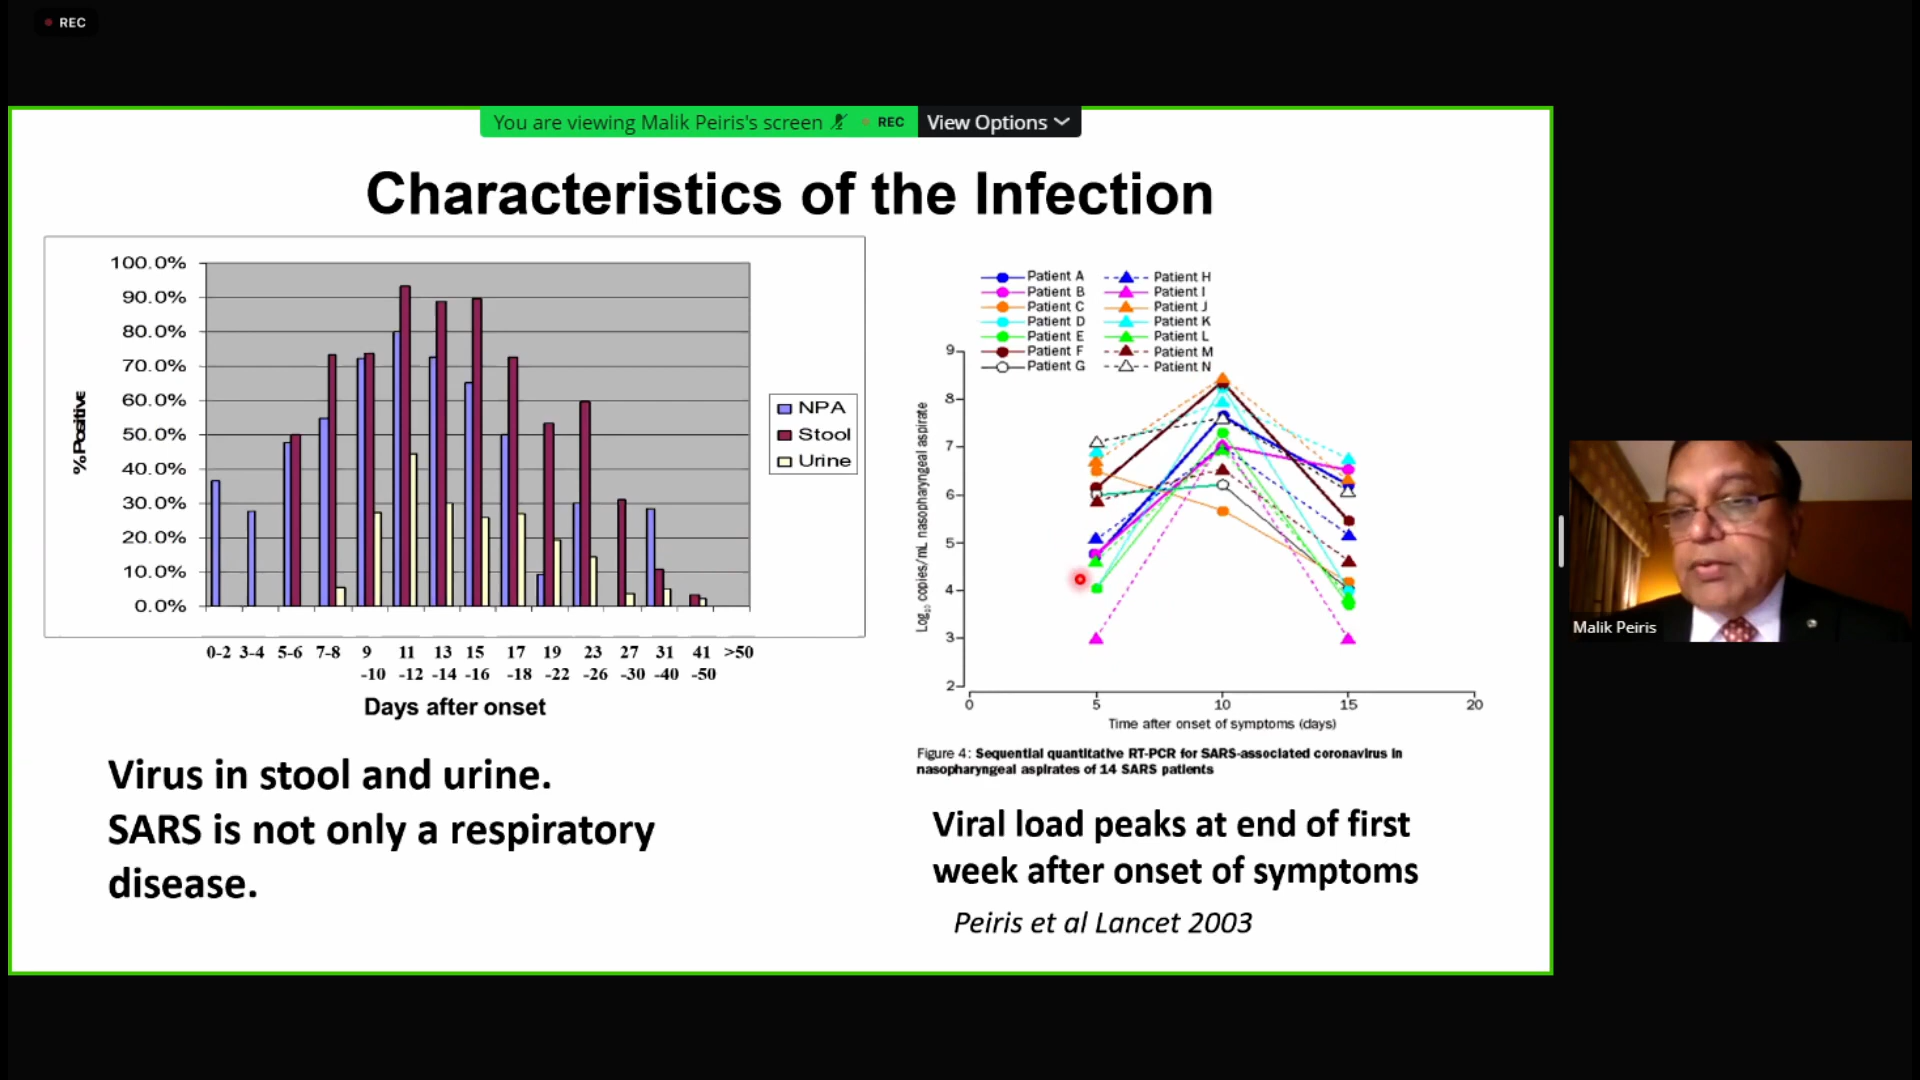 REC
You are viewing Malik Peiris's screen REC View Options
Characteristics of the Infection
100.0%
90.0%
80.0%
70.0%
60.0%
50.0%
40.0%
30.0%
20.0%
10.0%
0.0%
%Positive
NPA
Stool
Urine
0-2 3-4 5-6 7-8 9 11 13 15 17 19 23 27 31 41 >50
-10 -12 -14 -16 -18 -22 -26 -30 -40 -50
Days after onset
Virus in stool and urine.
SARS is not only a respiratory
disease.
Patient A Patient H
Patient B Patient I
Patient C Patient J
Patient D Patient K
Patient E Patient L
Patient F Patient M
Patient G Patient N
9
8
7
6
5
4
3
2
Log10 copies/mL nasopharyngeal aspirate
0 5 10 15 20
Time after onset of symptoms (days)
Figure 4: Sequential quantitative RT-PCR for SARS-associated coronavirus in
nasopharyngeal aspirates of 14 SARS patients
Viral load peaks at end of first
week after onset of symptoms
Peiris et al Lancet 2003
Malik Peiris